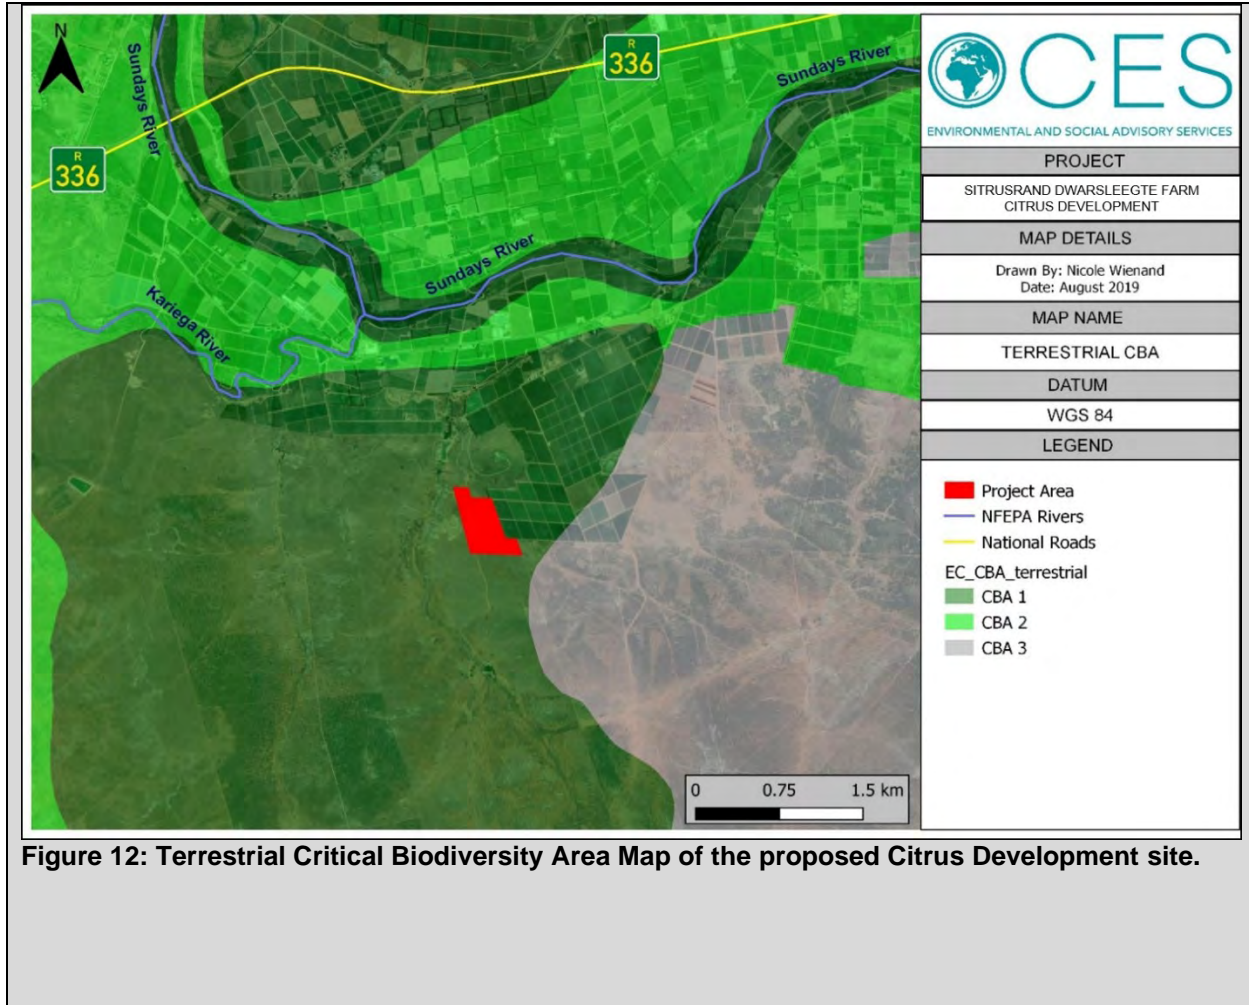 N
R
336
Sundays River
Sundays River
R
336
Sundays River
Kariega River
0 0.75 1.5 km
CES
ENVIRONMENTAL AND SOCIAL ADVISORY SERVICES
PROJECT
SITRUSRAND DWARSLEEGTE FARM
CITRUS DEVELOPMENT
MAP DETAILS
Drawn By: Nicole Wienand
Date: August 2019
MAP NAME
TERRESTRIAL CBA
DATUM
WGS 84
LEGEND
Project Area
NFEPA Rivers
National Roads
EC_CBA_terrestrial
CBA 1
CBA 2
CBA 3
Figure 12: Terrestrial Critical Biodiversity Area Map of the proposed Citrus Development site.